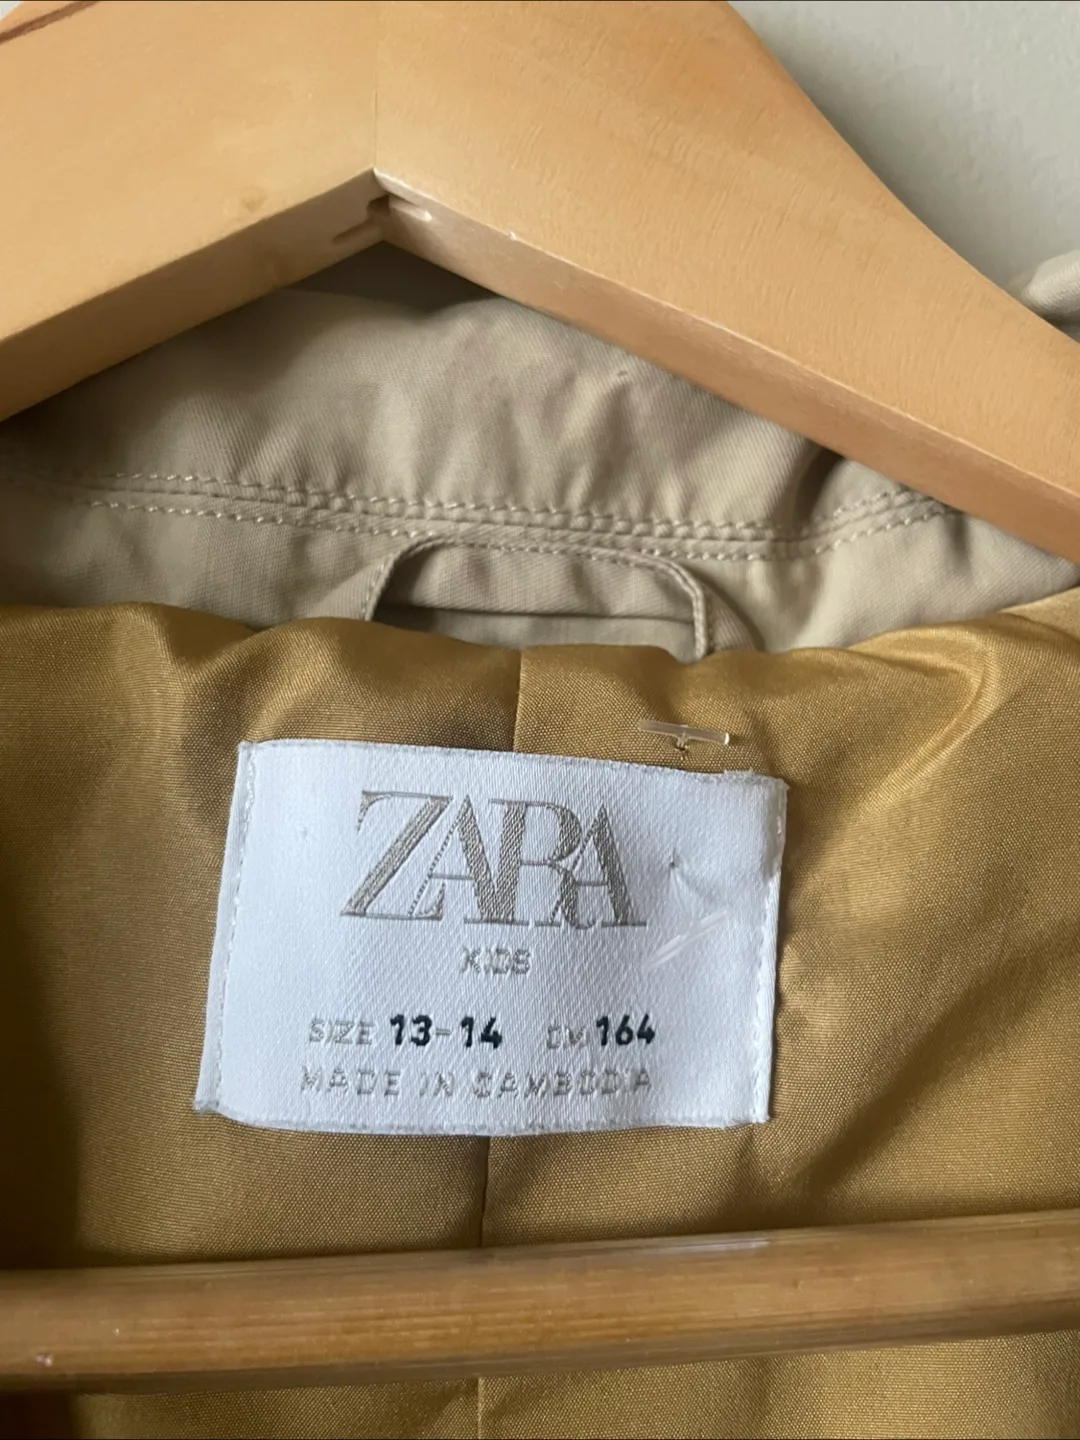 ZARA
KIDS
SIZE 13-14 CM 164
MADE IN CAMBODIA